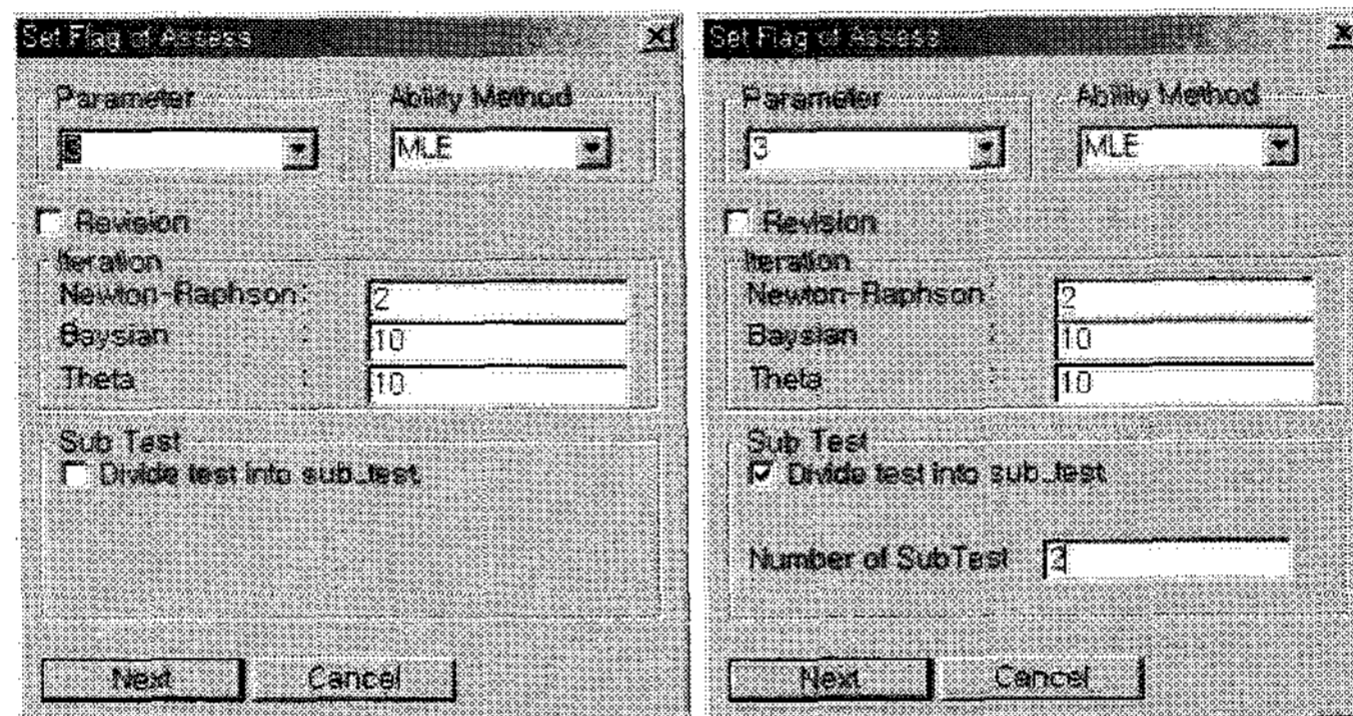 Set Flag of Assess
Parameter
Ability Method
3
MLE
Revision
Iteration
Newton-Raphson :
2
Baysian :
10
Theta :
10
Sub Test
Divide test into sub_test.
Next
Cancel
Set Flag of Assess
Parameter
Ability Method
3
MLE
Revision
Iteration
Newton-Raphson :
2
Baysian :
10
Theta :
10
Sub Test
Divide test into sub_test.
Number of SubTest
Next
Cancel